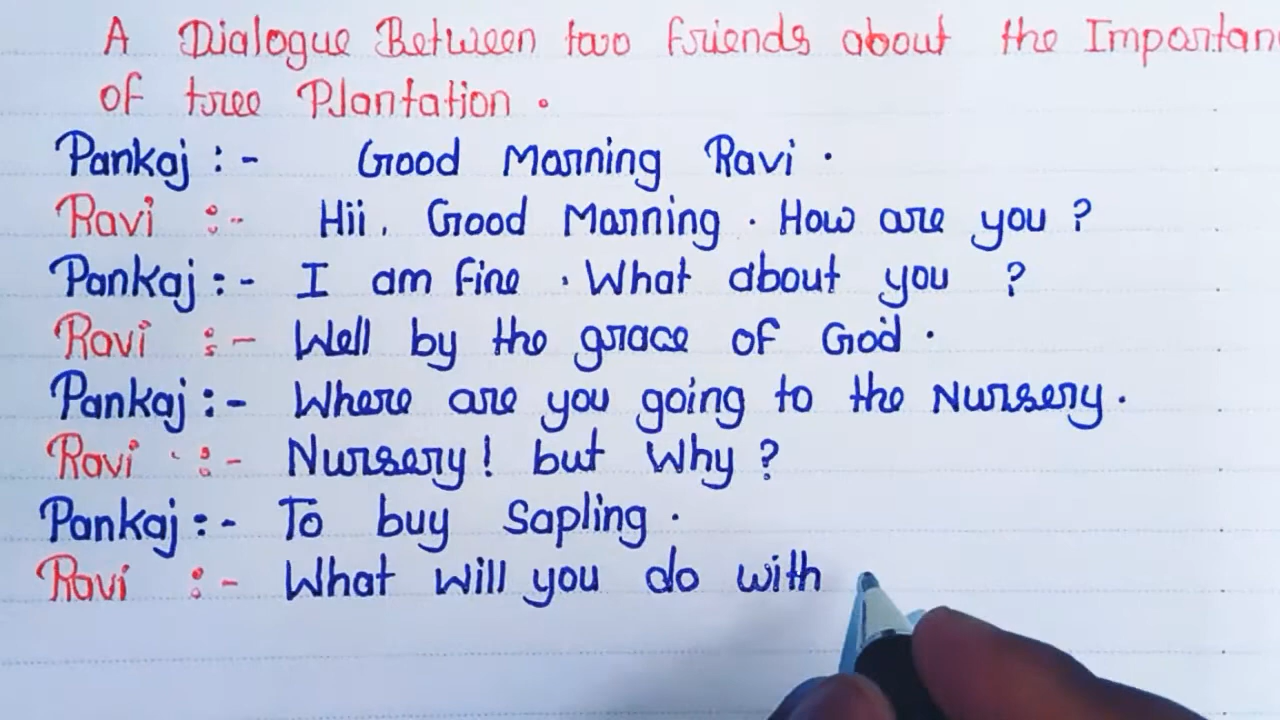 A Dialogue Between two friends about the Importan
of tree Plantation .
Pankaj :- Good Morning Ravi .
Ravi :- Hii. Good Morning . How are you ?
Pankaj :- I am fine . What about you ?
Ravi :- Well by the grace of God .
Pankaj :- Where are you going to the Nursery .
Ravi :- Nursery! but Why ?
Pankaj :- To buy Sapling .
Ravi :- What will you do with